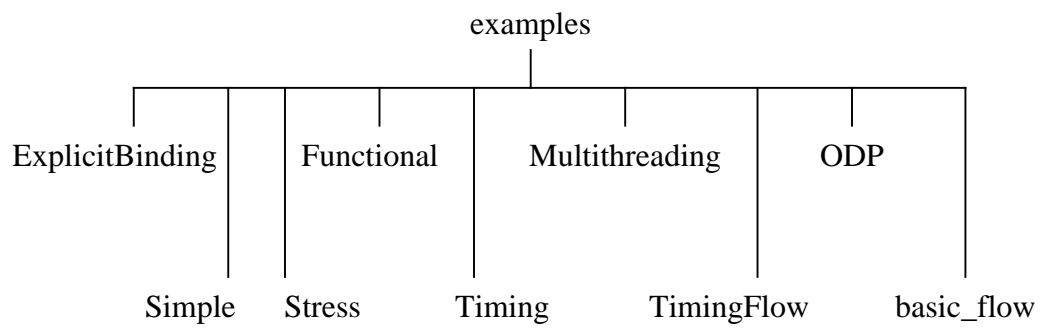 examples
ExplicitBinding Functional Multithreading ODP
Simple Stress Timing TimingFlow basic_flow